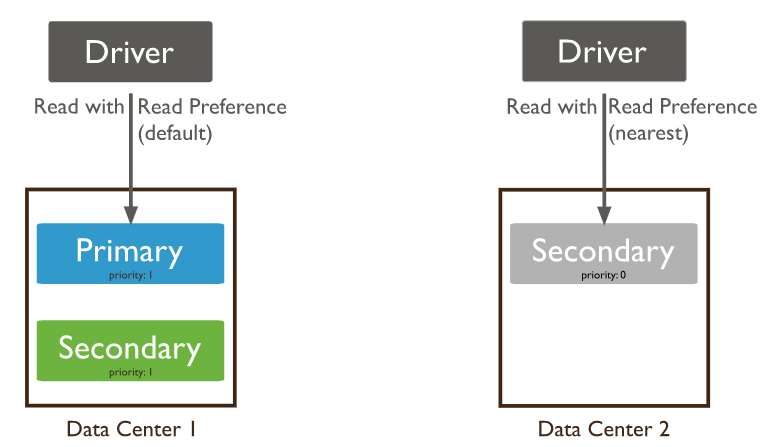 Driver
Read with Read Preference
(default)
Primary
priority: 1
Secondary
priority: 1
Data Center 1
Driver
Read with Read Preference
(nearest)
Secondary
priority: 0
Data Center 2